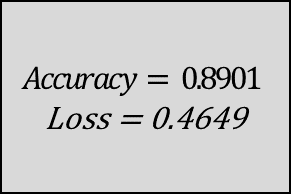 Accuracy = 0.8901
Loss = 0.4649